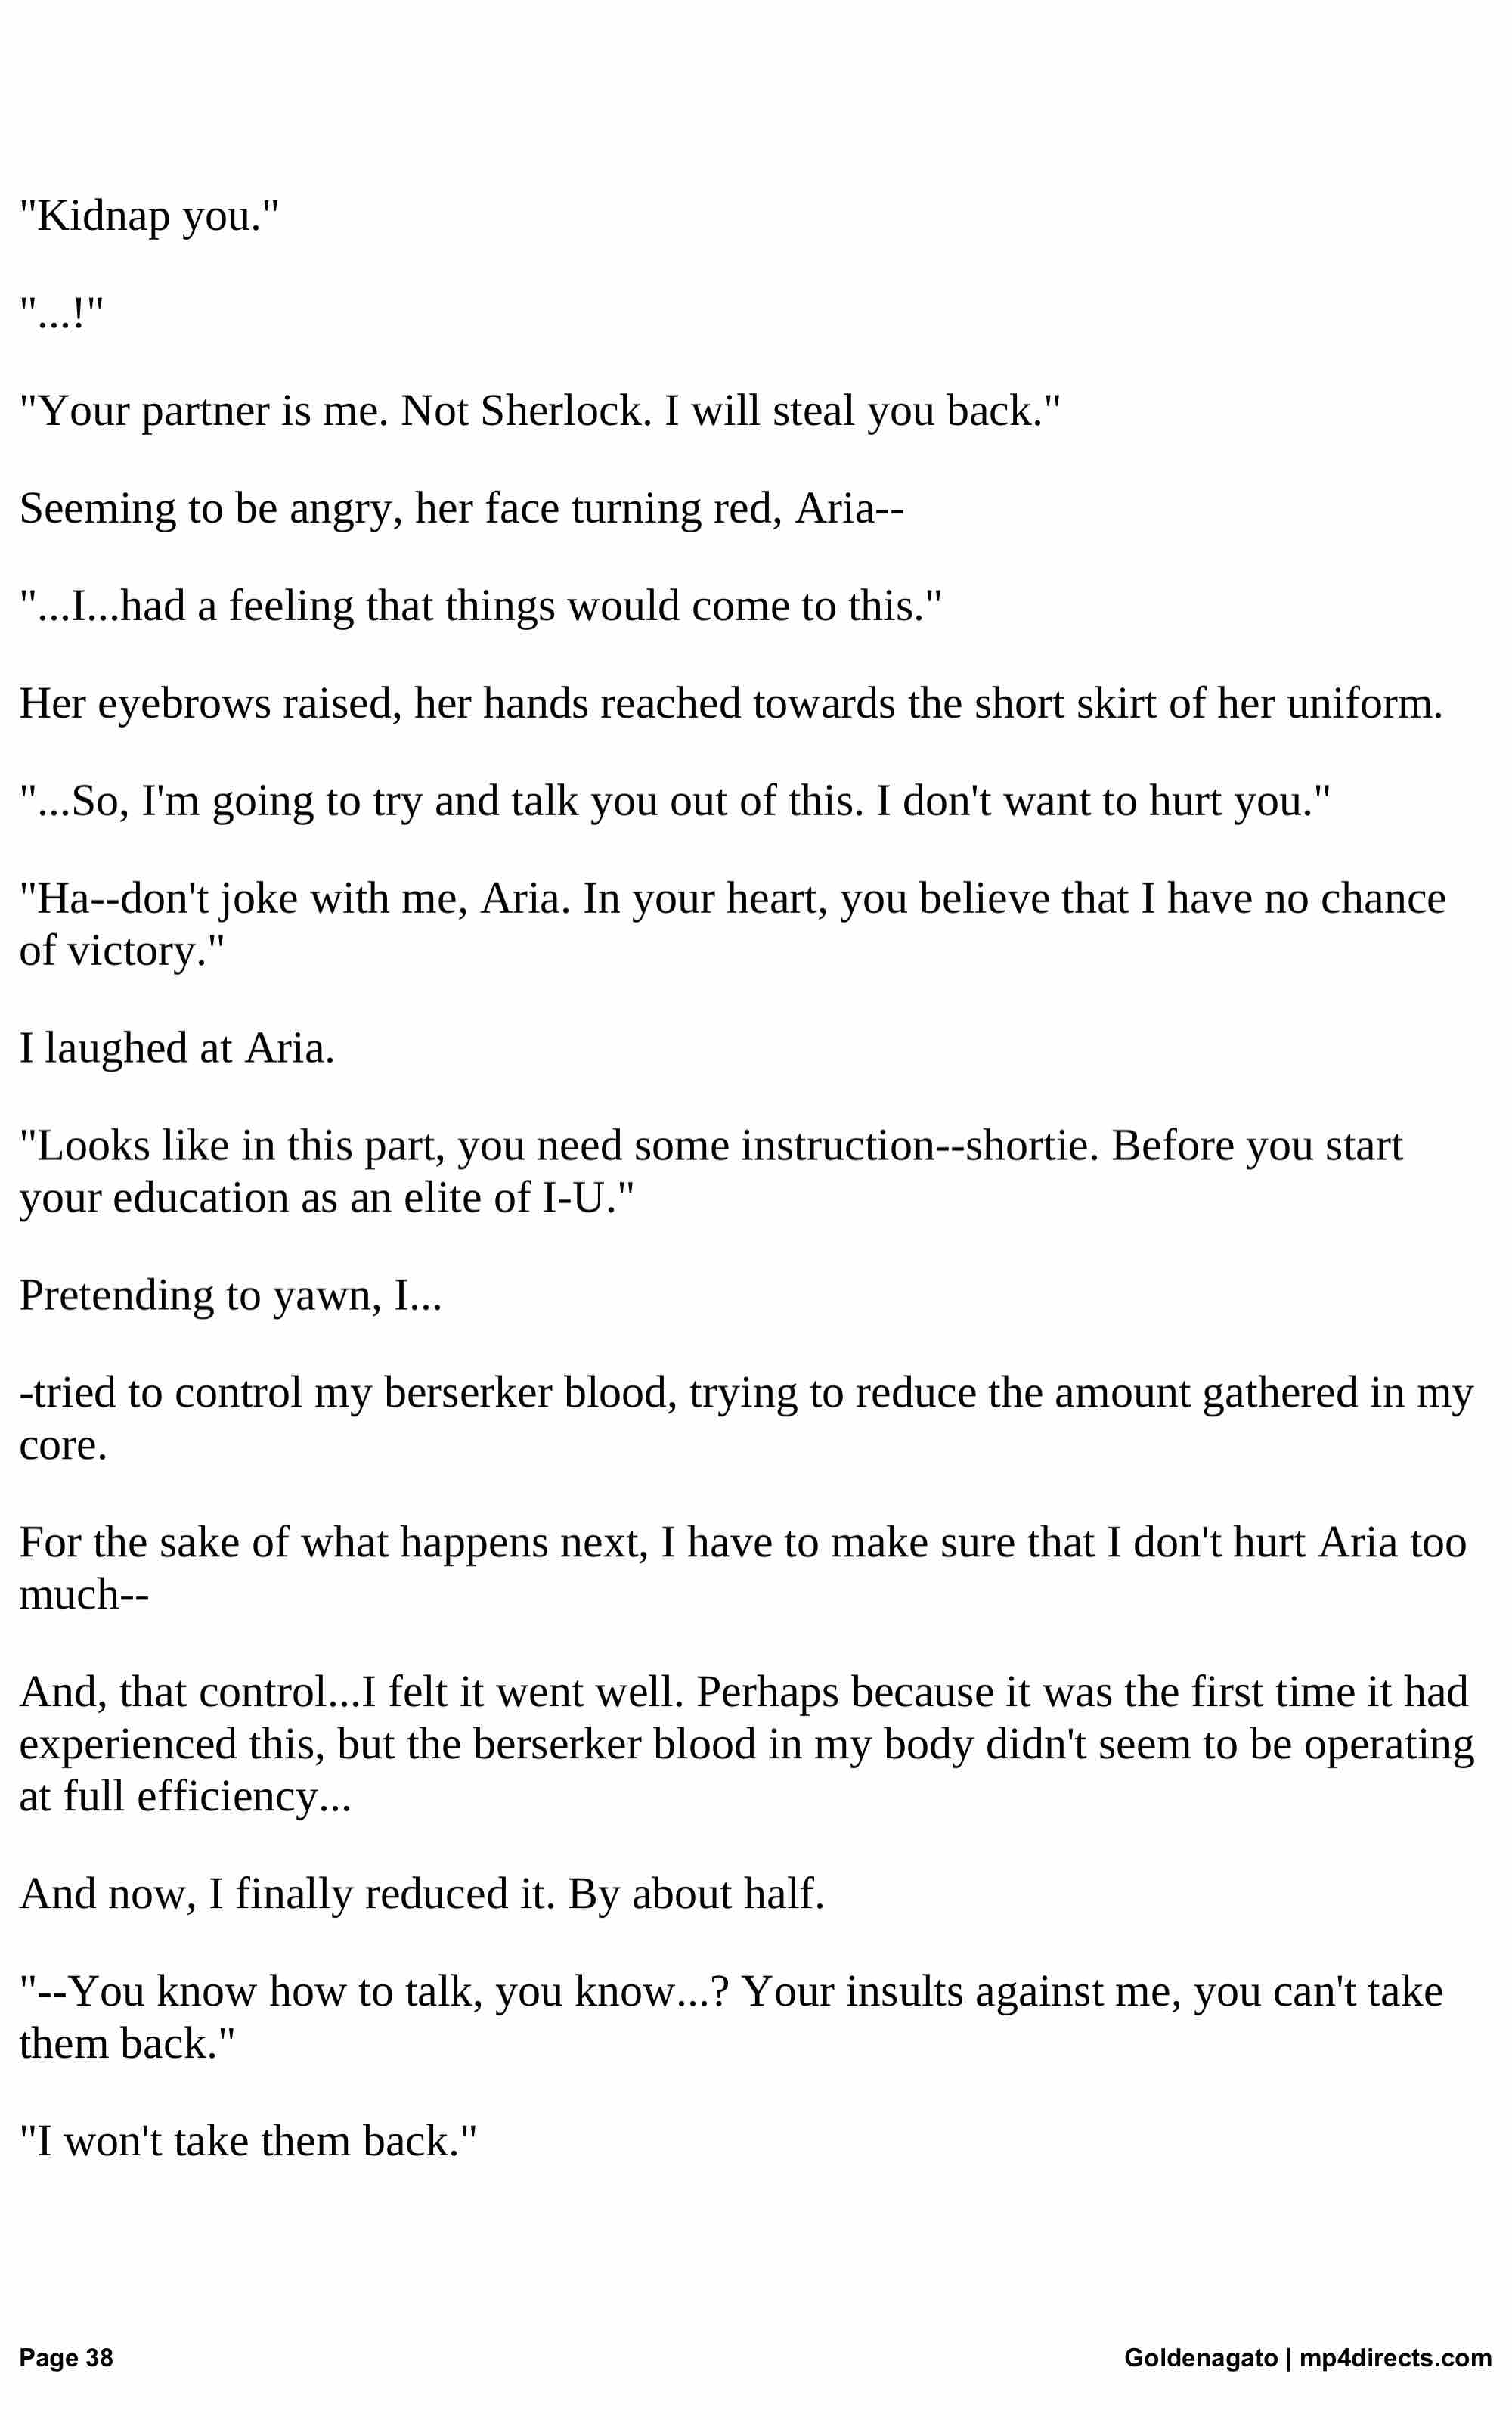 "Kidnap you."
"...!"
"Your partner is me. Not Sherlock. I will steal you back."
Seeming to be angry, her face turning red, Aria--
"...I...had a feeling that things would come to this."
Her eyebrows raised, her hands reached towards the short skirt of her uniform.
"...So, I'm going to try and talk you out of this. I don't want to hurt you."
"Ha--don't joke with me, Aria. In your heart, you believe that I have no chance
of victory."
I laughed at Aria.
"Looks like in this part, you need some instruction--shortie. Before you start
your education as an elite of I-U."
Pretending to yawn, I...
-tried to control my berserker blood, trying to reduce the amount gathered in my
core.
For the sake of what happens next, I have to make sure that I don't hurt Aria too
much--
And, that control...I felt it went well. Perhaps because it was the first time it had
experienced this, but the berserker blood in my body didn't seem to be operating
at full efficiency...
And now, I finally reduced it. By about half.
"--You know how to talk, you know...? Your insults against me, you can't take
them back."
"I won't take them back."
Page 38
Goldenagato | mp4directs.com